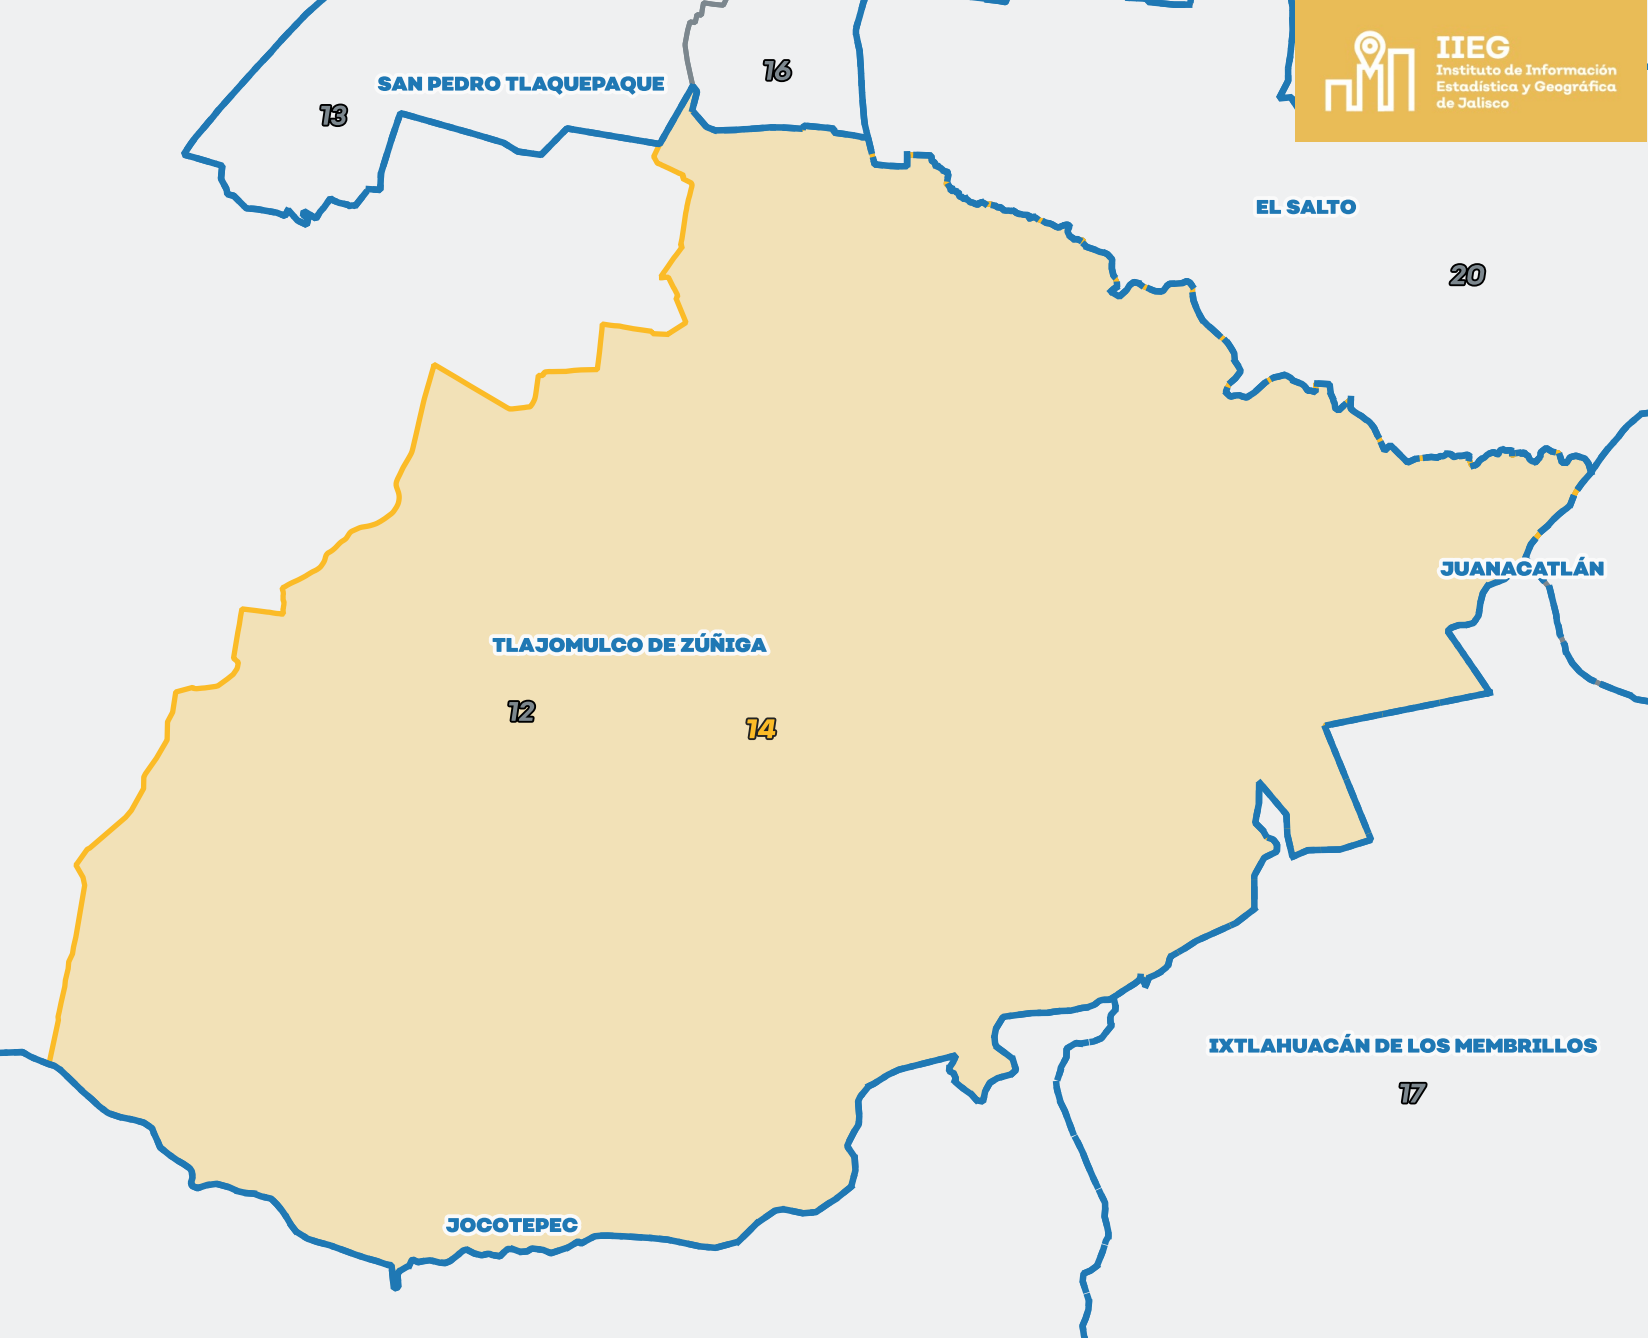 IIEG
Instituto de Información
Estadística y Geográfica
de Jalisco
16
SAN PEDRO TLAQUEPAQUE
13
EL SALTO
20
JUANACATLÁN
TLAJOMULCO DE ZÚÑIGA
12
14
IXTLAHUACÁN DE LOS MEMBRILLOS
17
JOCOTEPEC